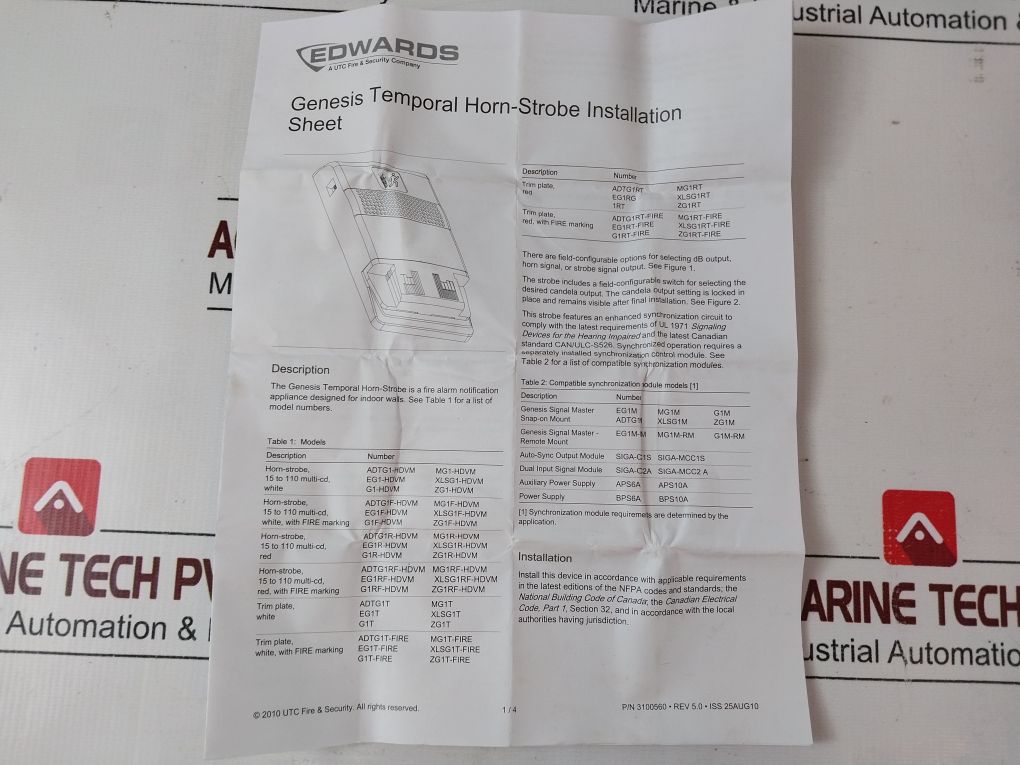 Marine &
ustrial Automation &
EDWARDS
A UTC Fire & Security Company
Genesis Temporal Horn-Strobe Installation
Sheet
Description
The Genesis Temporal Horn-Strobe is a fire alarm notification
appliance designed for indoor walls. See Table 1 for a list of
model numbers.
Table 1: Models
Description Number
Horn-strobe, ADTG1-HDVM MG1-HDVM
15 to 110 multi-cd, EG1-HDVM XLSG1-HDVM
white G1-HDVM ZG1-HDVM
Horn-strobe, ADTG1F-HDVM MG1F-HDVM
15 to 110 multi-cd, EG1F-HDVM XLSG1F-HDVM
white, with FIRE marking G1F-HDVM ZG1F-HDVM
Horn-strobe, ADTG1R-HDVM MG1R-HDVM
15 to 110 multi-cd, EG1R-HDVM XLSG1R-HDVM
red G1R-HDVM ZG1R-HDVM
Horn-strobe, ADTG1RF-HDVM MG1RF-HDVM
15 to 110 multi-cd, EG1RF-HDVM XLSG1RF-HDVM
red, with FIRE marking G1RF-HDVM ZG1RF-HDVM
Trim plate, ADTG1T MG1T
white EG1T XLSG1T
G1T ZG1T
Trim plate, ADTG1T-FIRE MG1T-FIRE
white, with FIRE marking EG1T-FIRE XLSG1T-FIRE
G1T-FIRE ZG1T-FIRE
Description Number
Trim plate, ADTG1RT MG1RT
red EG1RG XLSG1RT
1RT ZG1RT
Trim plate, ADTG1RT-FIRE MG1RT-FIRE
red, with FIRE marking EG1RT-FIRE XLSG1RT-FIRE
G1RT-FIRE ZG1RT-FIRE
There are field-configurable options for selecting dB output,
horn signal, or strobe signal output. See Figure 1.
The strobe includes a field-configurable switch for selecting the
desired candela output. The candela output setting is locked in
place and remains visible after final installation. See Figure 2.
This strobe features an enhanced synchronization circuit to
comply with the latest requirements of UL 1971 Signaling
Devices for the Hearing Impaired and the latest Canadian
standard CAN/ULC-S526. Synchronized operation requires a
separately installed synchronization control module. See
Table 2 for a list of compatible synchronization modules.
Table 2: Compatible synchronization odule models [1]
Description Number
Genesis Signal Master EG1M MG1M G1M
Snap-on Mount ADTG1 XLSG1M ZG1M
Genesis Signal Master - EG1M-M MG1M-RM G1M-RM
Remote Mount
Auto-Sync Output Module SIGA-C1S SIGA-MCC1S
Dual Input Signal Module SIGA-C2A SIGA-MCC2 A
Auxiliary Power Supply APS6A APS10A
Power Supply BPS6A BPS10A
[1] Synchronization module requiremets are determined by the
application.
Installation
Install this device in accordance with applicable requirements
in the latest editions of the NFPA codes and standards; the
National Building Code of Canada; the Canadian Electrical
Code, Part 1, Section 32, and in accordance with the local
authorities having jurisdiction.
© 2010 UTC Fire & Security. All rights reserved.
1 / 4
P/N 3100560 • REV 5.0 • ISS 25AUG10
A
M
NE TECH PV
Automation &
ARINE TECH
ustrial Automatio